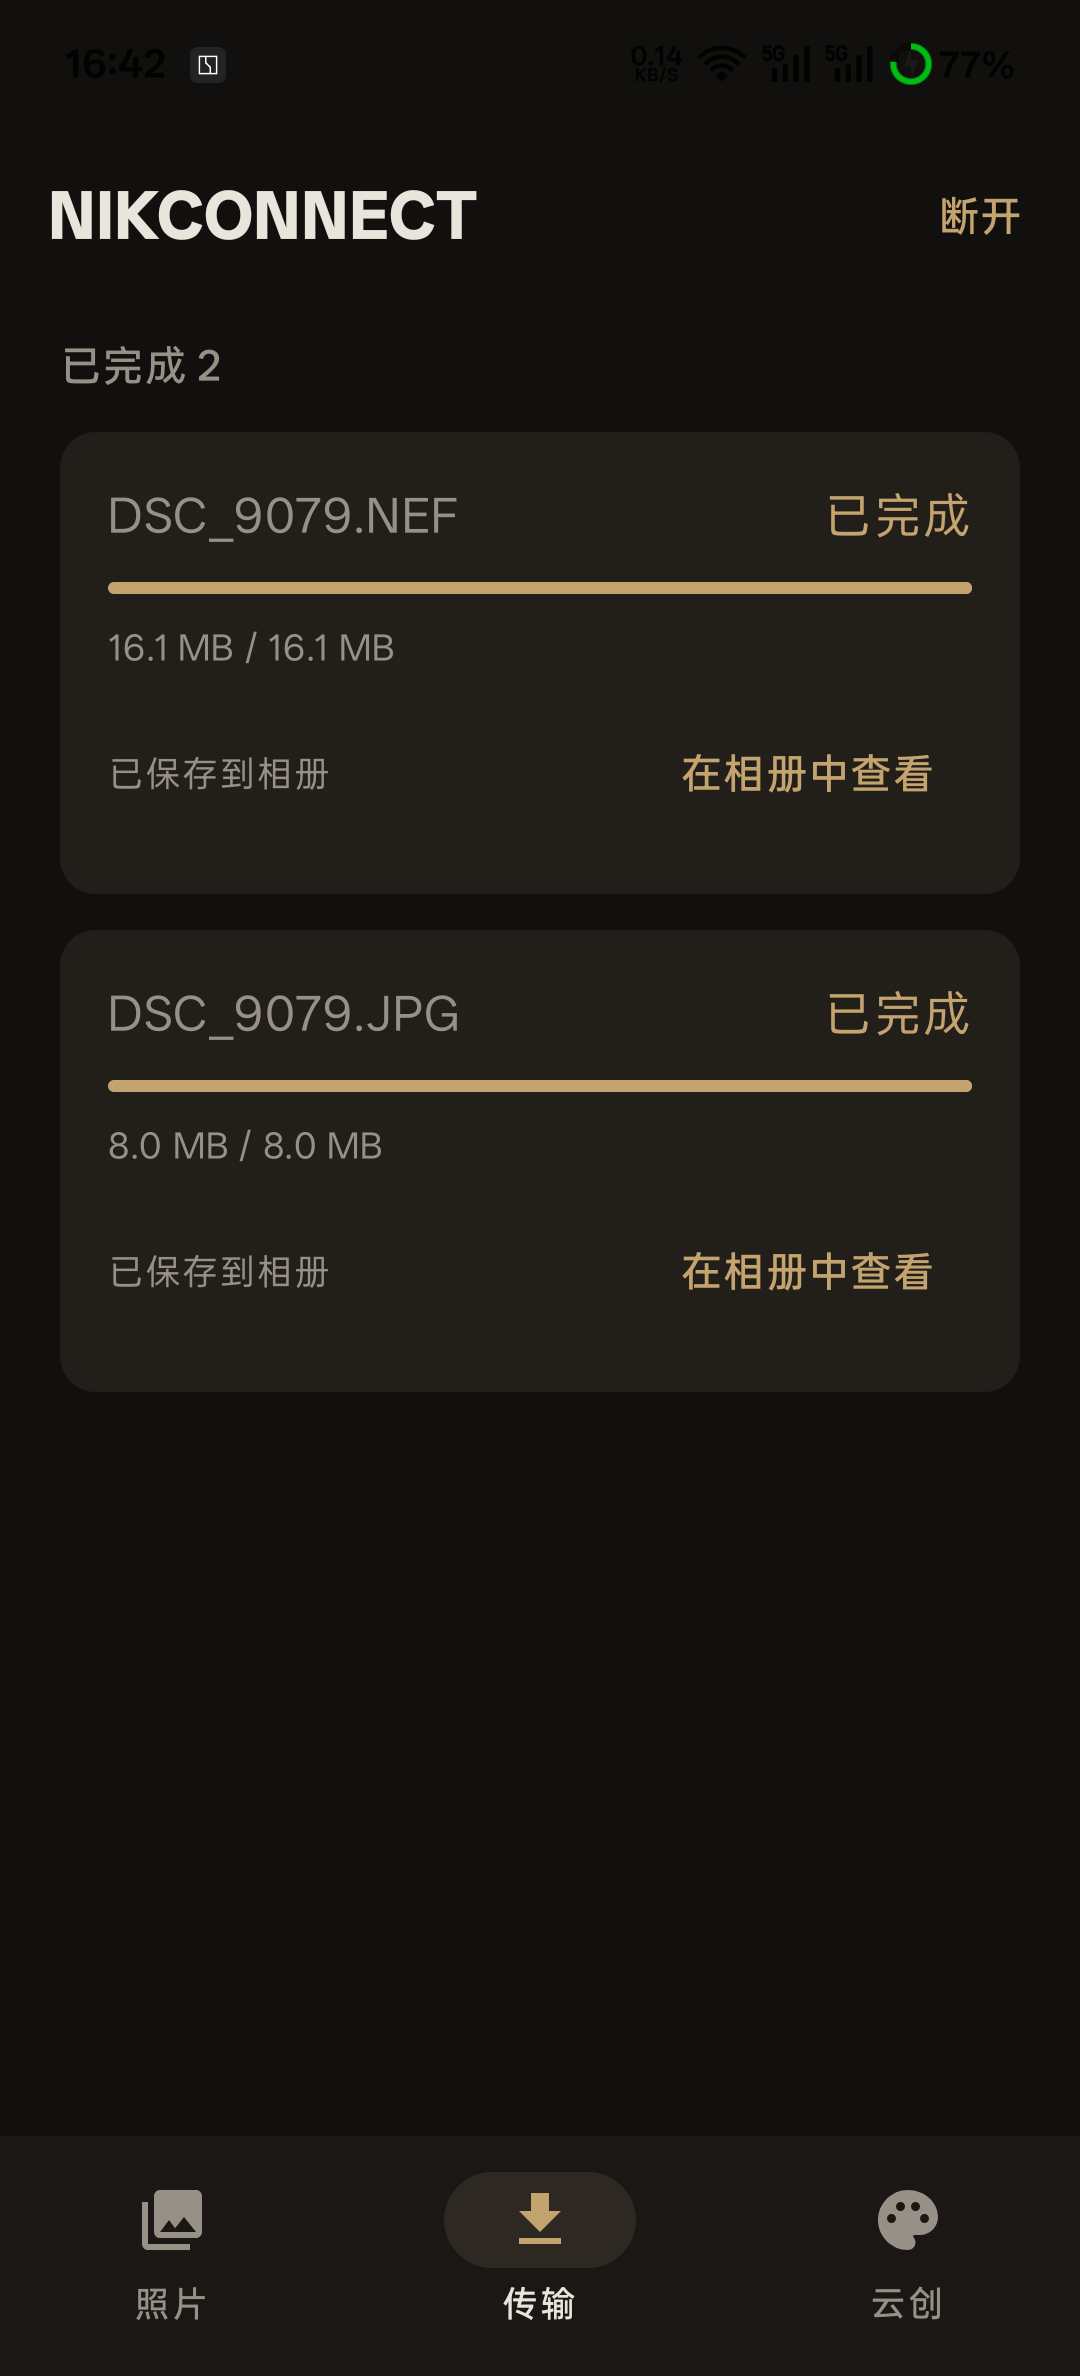 16:42
0.14 KB/S 5G 5G 77%
NIKCONNECT 断开
已完成 2
DSC_9079.NEF 已完成
16.1 MB / 16.1 MB
已保存到相册 在相册中查看
DSC_9079.JPG 已完成
8.0 MB / 8.0 MB
已保存到相册 在相册中查看
照片 传输 云创